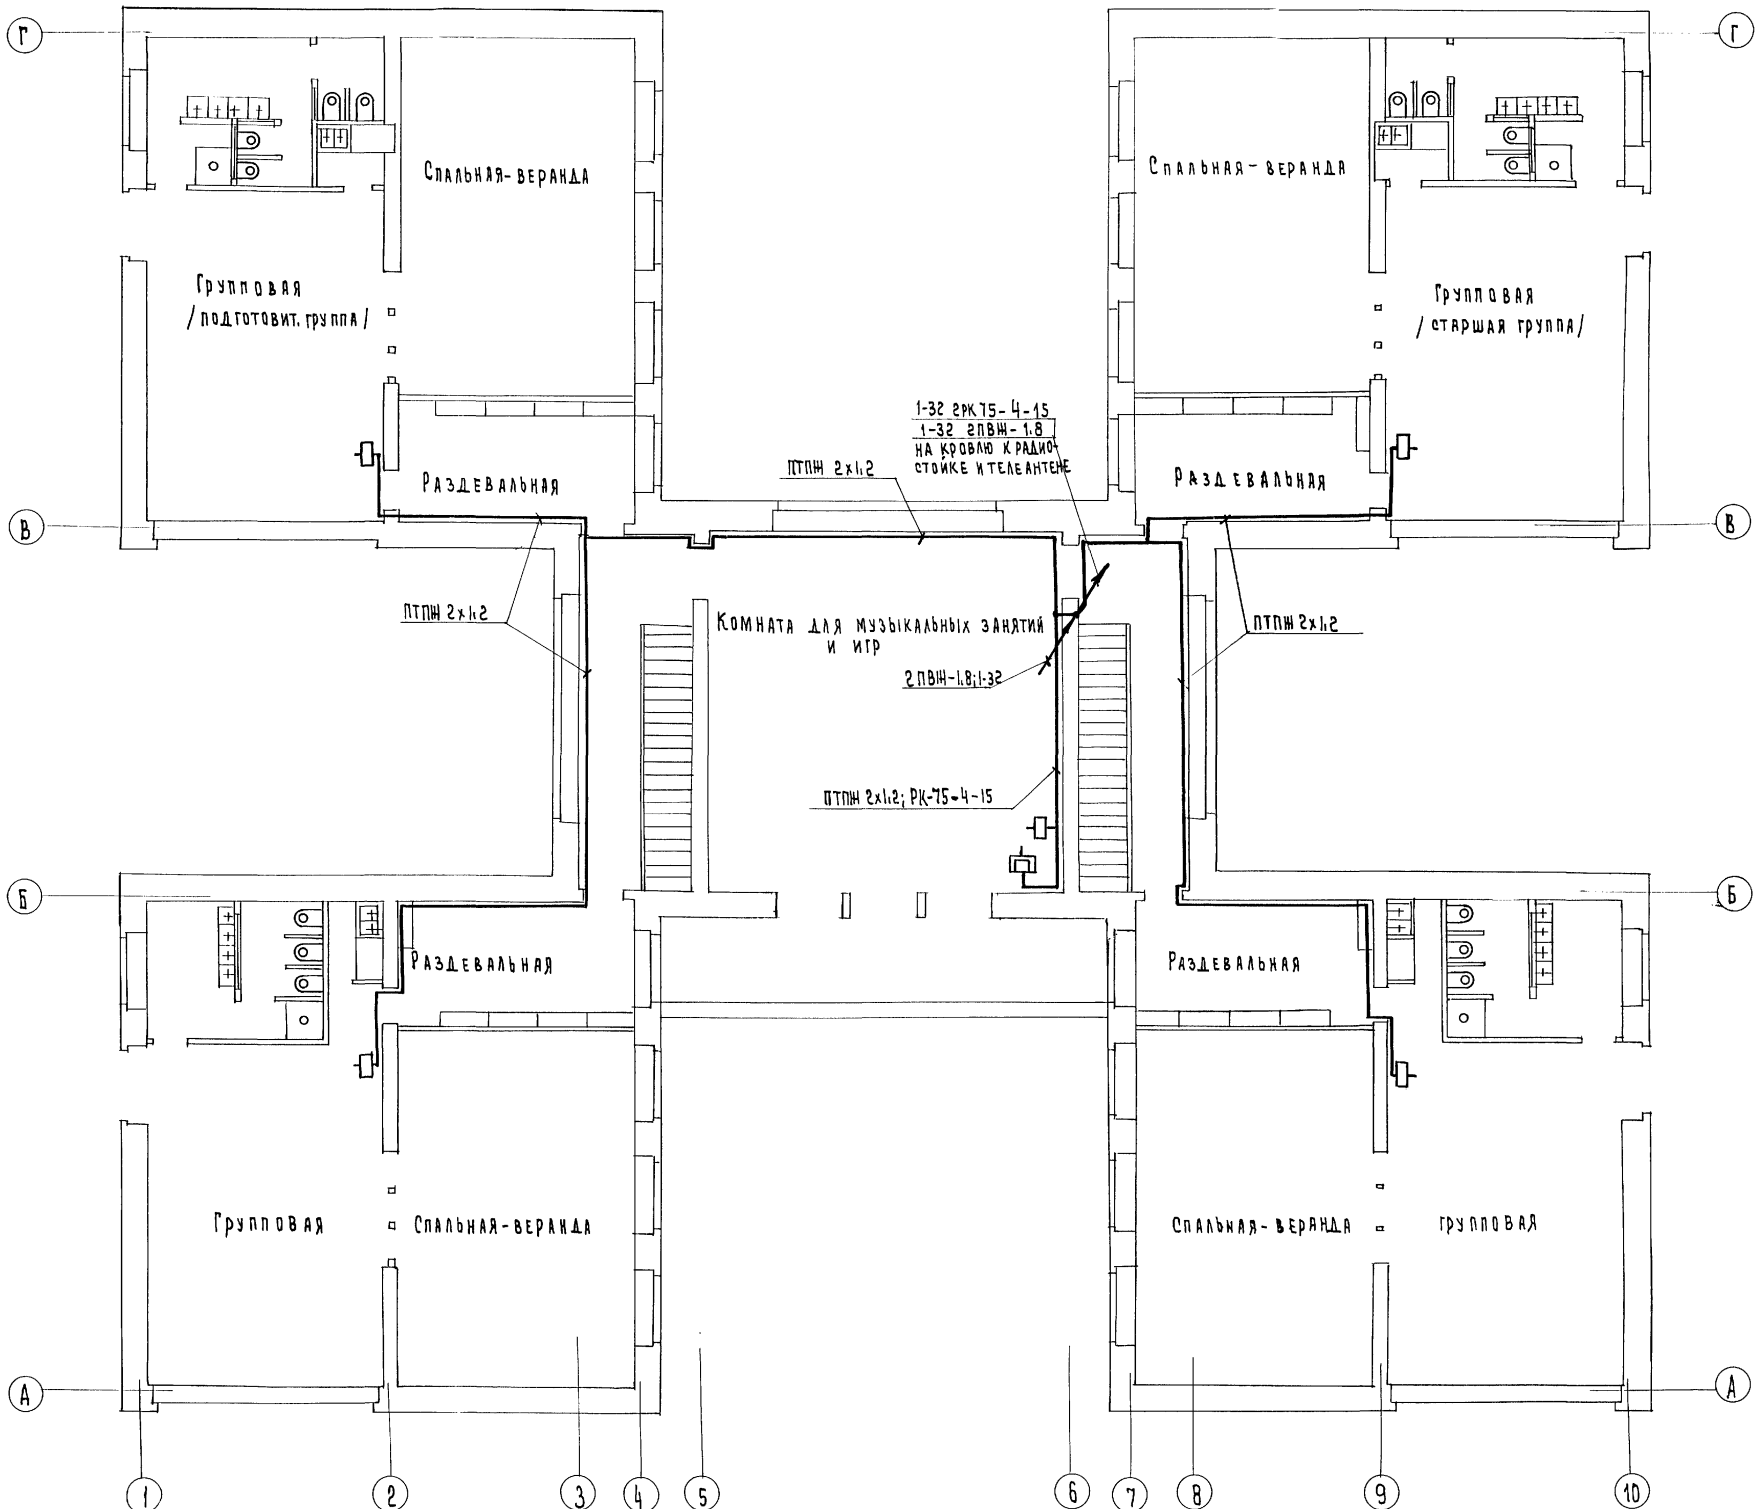 Г
Г
Спальная-веранда
Спальная-веранда
Групповая
/подготовит. группа/
Групповая
/старшая группа/
1-32 2РК75-4-15
1-32 2ПВЖ-1.8
на кровлю к радио-
стойке и телеантене
ПТПЖ 2х1.2
Раздевальная
Раздевальная
В
В
ПТПЖ 2х1.2
Комната для музыкальных занятий
и игр
ПТПЖ 2х1.2
2ПВЖ-1.8; 1-32
ПТПЖ 2х1.2; РК-75-4-15
Б
Б
Раздевальная
Раздевальная
Групповая
Спальная-веранда
Спальная-веранда
групповая
А
А
1
2
3
4
5
6
7
8
9
10